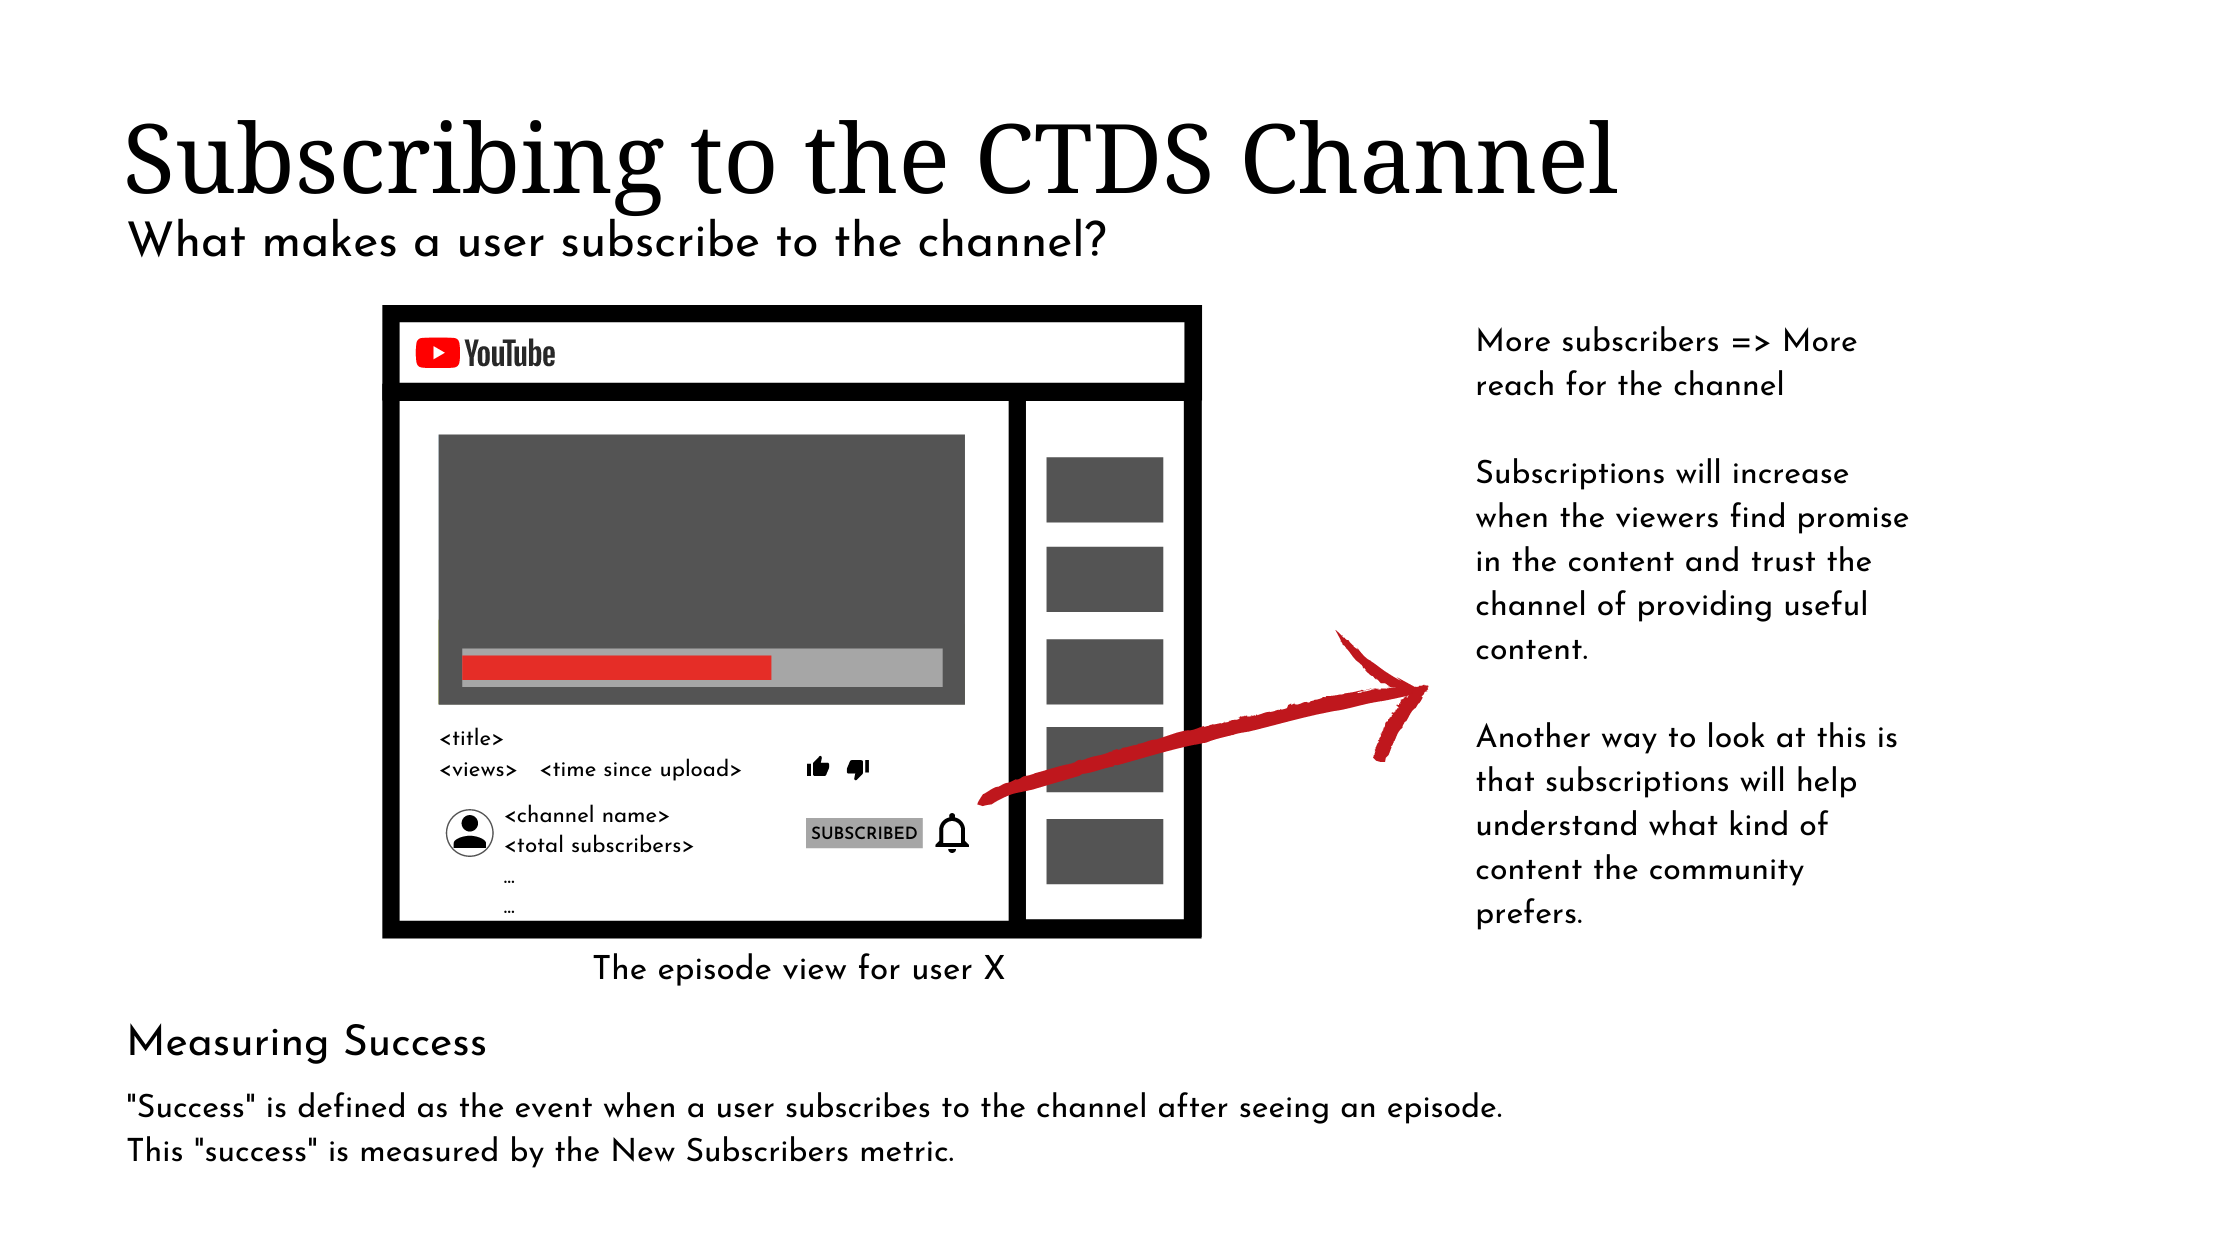 Subscribing to the CTDS Channel
What makes a user subscribe to the channel?
YouTube
<title>
<views> <time since upload>
<channel name>
<total subscribers>
SUBSCRIBED
...
...
The episode view for user X
More subscribers => More
reach for the channel
Subscriptions will increase
when the viewers find promise
in the content and trust the
channel of providing useful
content.
Another way to look at this is
that subscriptions will help
understand what kind of
content the community
prefers.
Measuring Success
"Success" is defined as the event when a user subscribes to the channel after seeing an episode.
This "success" is measured by the New Subscribers metric.